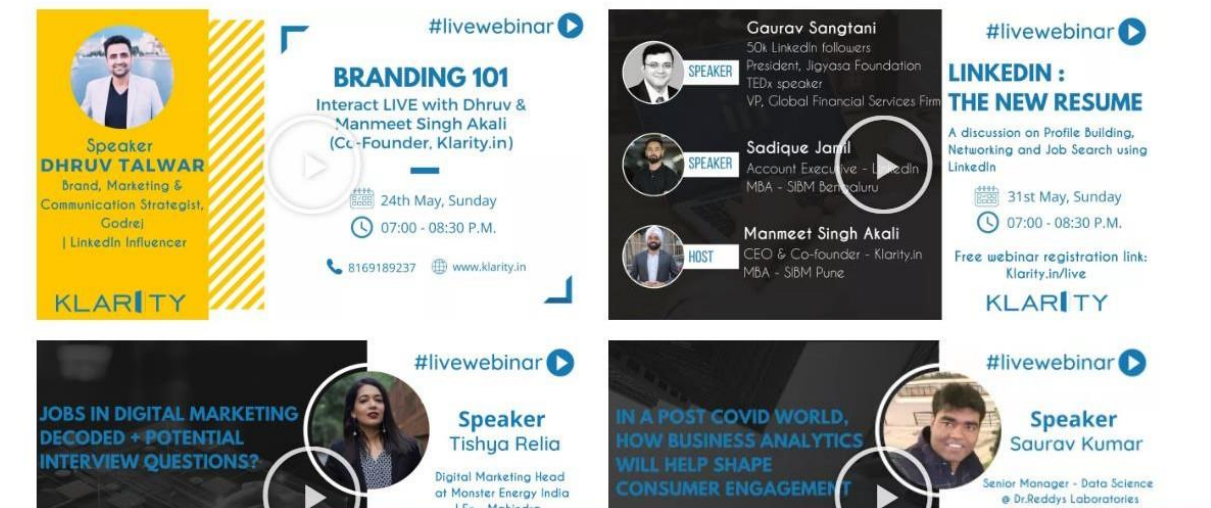 #livewebinar
Speaker
DHRUV TALWAR
Brand, Marketing &
Communication Strategist,
Godrej
| LinkedIn Influencer
KLARITY
BRANDING 101
Interact LIVE with Dhruv &
Manmeet Singh Akali
(Co-Founder, Klarity.in)
24th May, Sunday
07:00 - 08:30 P.M.
8169189237 www.klarity.in
Gaurav Sangtani
50k LinkedIn followers
SPEAKER President, Jigyasa Foundation
TEDx speaker
VP, Global Financial Services Firm
Sadique Jamil
SPEAKER Account Executive - LinkedIn
MBA - SIBM Bengaluru
Manmeet Singh Akali
HOST CEO & Co-founder - Klarity.in
MBA - SIBM Pune
#livewebinar
LINKEDIN :
THE NEW RESUME
A discussion on Profile Building,
Networking and Job Search using
LinkedIn
31st May, Sunday
07:00 - 08:30 P.M.
Free webinar registration link:
Klarity.in/live
KLARITY
JOBS IN DIGITAL MARKETING
DECODED + POTENTIAL
INTERVIEW QUESTIONS?
#livewebinar
Speaker
Tishya Relia
Digital Marketing Head
at Monster Energy India
IN A POST COVID WORLD,
HOW BUSINESS ANALYTICS
WILL HELP SHAPE
CONSUMER ENGAGEMENT
#livewebinar
Speaker
Saurav Kumar
Senior Manager - Data Science
@ Dr.Reddys Laboratories